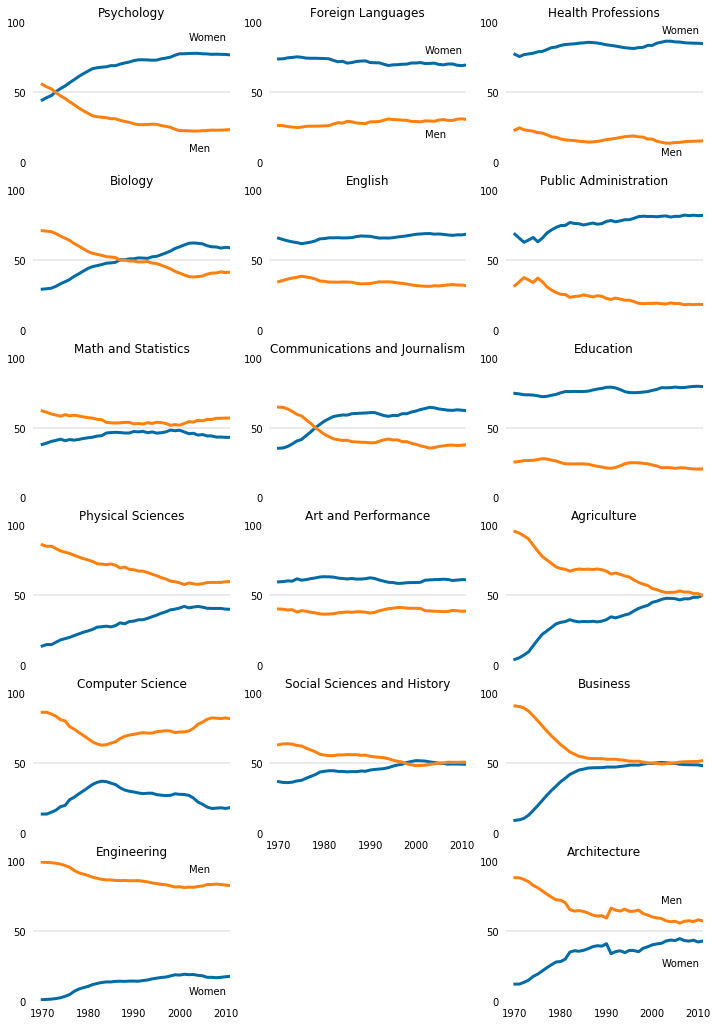 Psychology
100
Women
50
Men
0
Foreign Languages
100
Women
50
Men
0
Health Professions
100
Women
50
Men
0
Biology
100
50
0
English
100
50
0
Public Administration
100
50
0
Math and Statistics
100
50
0
Communications and Journalism
100
50
0
Education
100
50
0
Physical Sciences
100
50
0
Art and Performance
100
50
0
Agriculture
100
50
0
Computer Science
100
50
0
Social Sciences and History
100
50
0
1970 1980 1990 2000 2010
Business
100
50
0
Engineering
100
Men
50
Women
0
1970 1980 1990 2000 2010
Architecture
100
Men
50
Women
0
1970 1980 1990 2000 2010